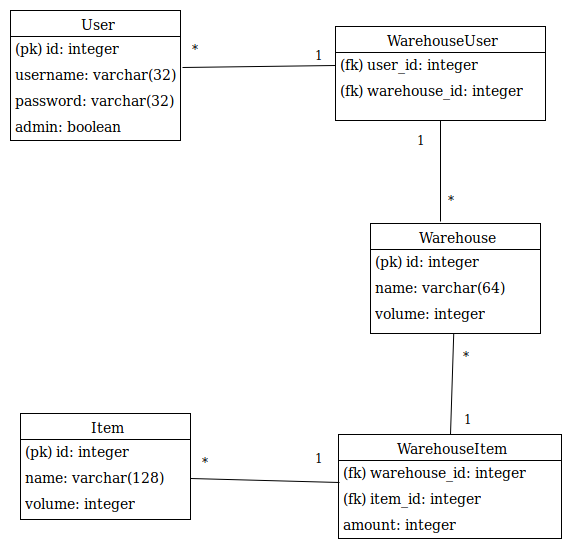 User
(pk) id: integer
username: varchar(32)
password: varchar(32)
admin: boolean
*
1
WarehouseUser
(fk) user_id: integer
(fk) warehouse_id: integer
1
*
Warehouse
(pk) id: integer
name: varchar(64)
volume: integer
*
1
Item
(pk) id: integer
name: varchar(128)
volume: integer
*
1
WarehouseItem
(fk) warehouse_id: integer
(fk) item_id: integer
amount: integer